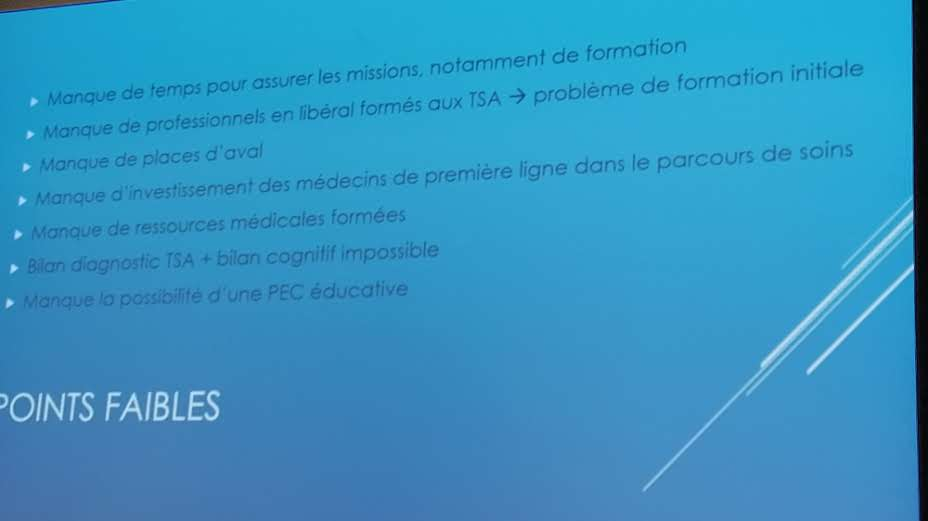 Manque de temps pour assurer les missions, notamment de formation
Manque de professionnels en libéral formés aux TSA → problème de formation initiale
Manque de places d'aval
Manque d'investissement des médecins de première ligne dans le parcours de soins
Manque de ressources médicales formées
Bilan diagnostic TSA + bilan cognitif impossible
Manque la possibilité d'une PEC éducative
POINTS FAIBLES